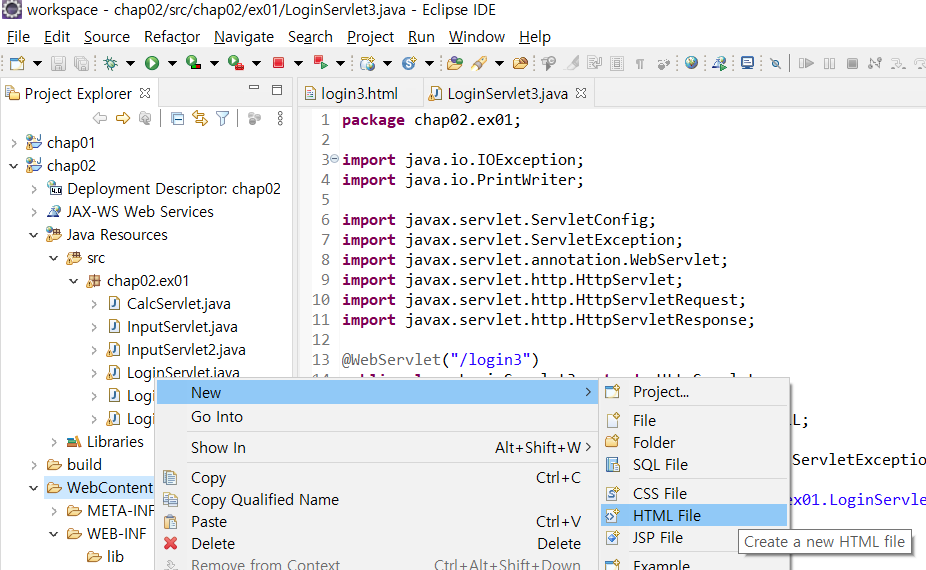 workspace - chap02/src/chap02/ex01/LoginServlet3.java - Eclipse IDE
File Edit Source Refactor Navigate Search Project Run Window Help
Project Explorer
login3.html
LoginServlet3.java
chap01
chap02
Deployment Descriptor: chap02
JAX-WS Web Services
Java Resources
src
chap02.ex01
CalcServlet.java
InputServlet.java
InputServlet2.java
LoginServlet.java
Logi
Logi
Libraries
build
WebContent
META-INF
WEB-INF
lib
1 package chap02.ex01;
2
3 import java.io.IOException;
4 import java.io.PrintWriter;
5
6 import javax.servlet.ServletConfig;
7 import javax.servlet.ServletException;
8 import javax.servlet.annotation.WebServlet;
9 import javax.servlet.http.HttpServlet;
10 import javax.servlet.http.HttpServletRequest;
11 import javax.servlet.http.HttpServletResponse;
12
13 @WebServlet("/login3")
L;
ServletExceptio
ex01.LoginServle
New
Go Into
Show In Alt+Shift+W
Copy Ctrl+C
Copy Qualified Name
Paste Ctrl+V
Delete Delete
Remove from Context Ctrl+Alt+Shift+Down
Project...
File
Folder
SQL File
CSS File
HTML File
JSP File
Example...
Create a new HTML file